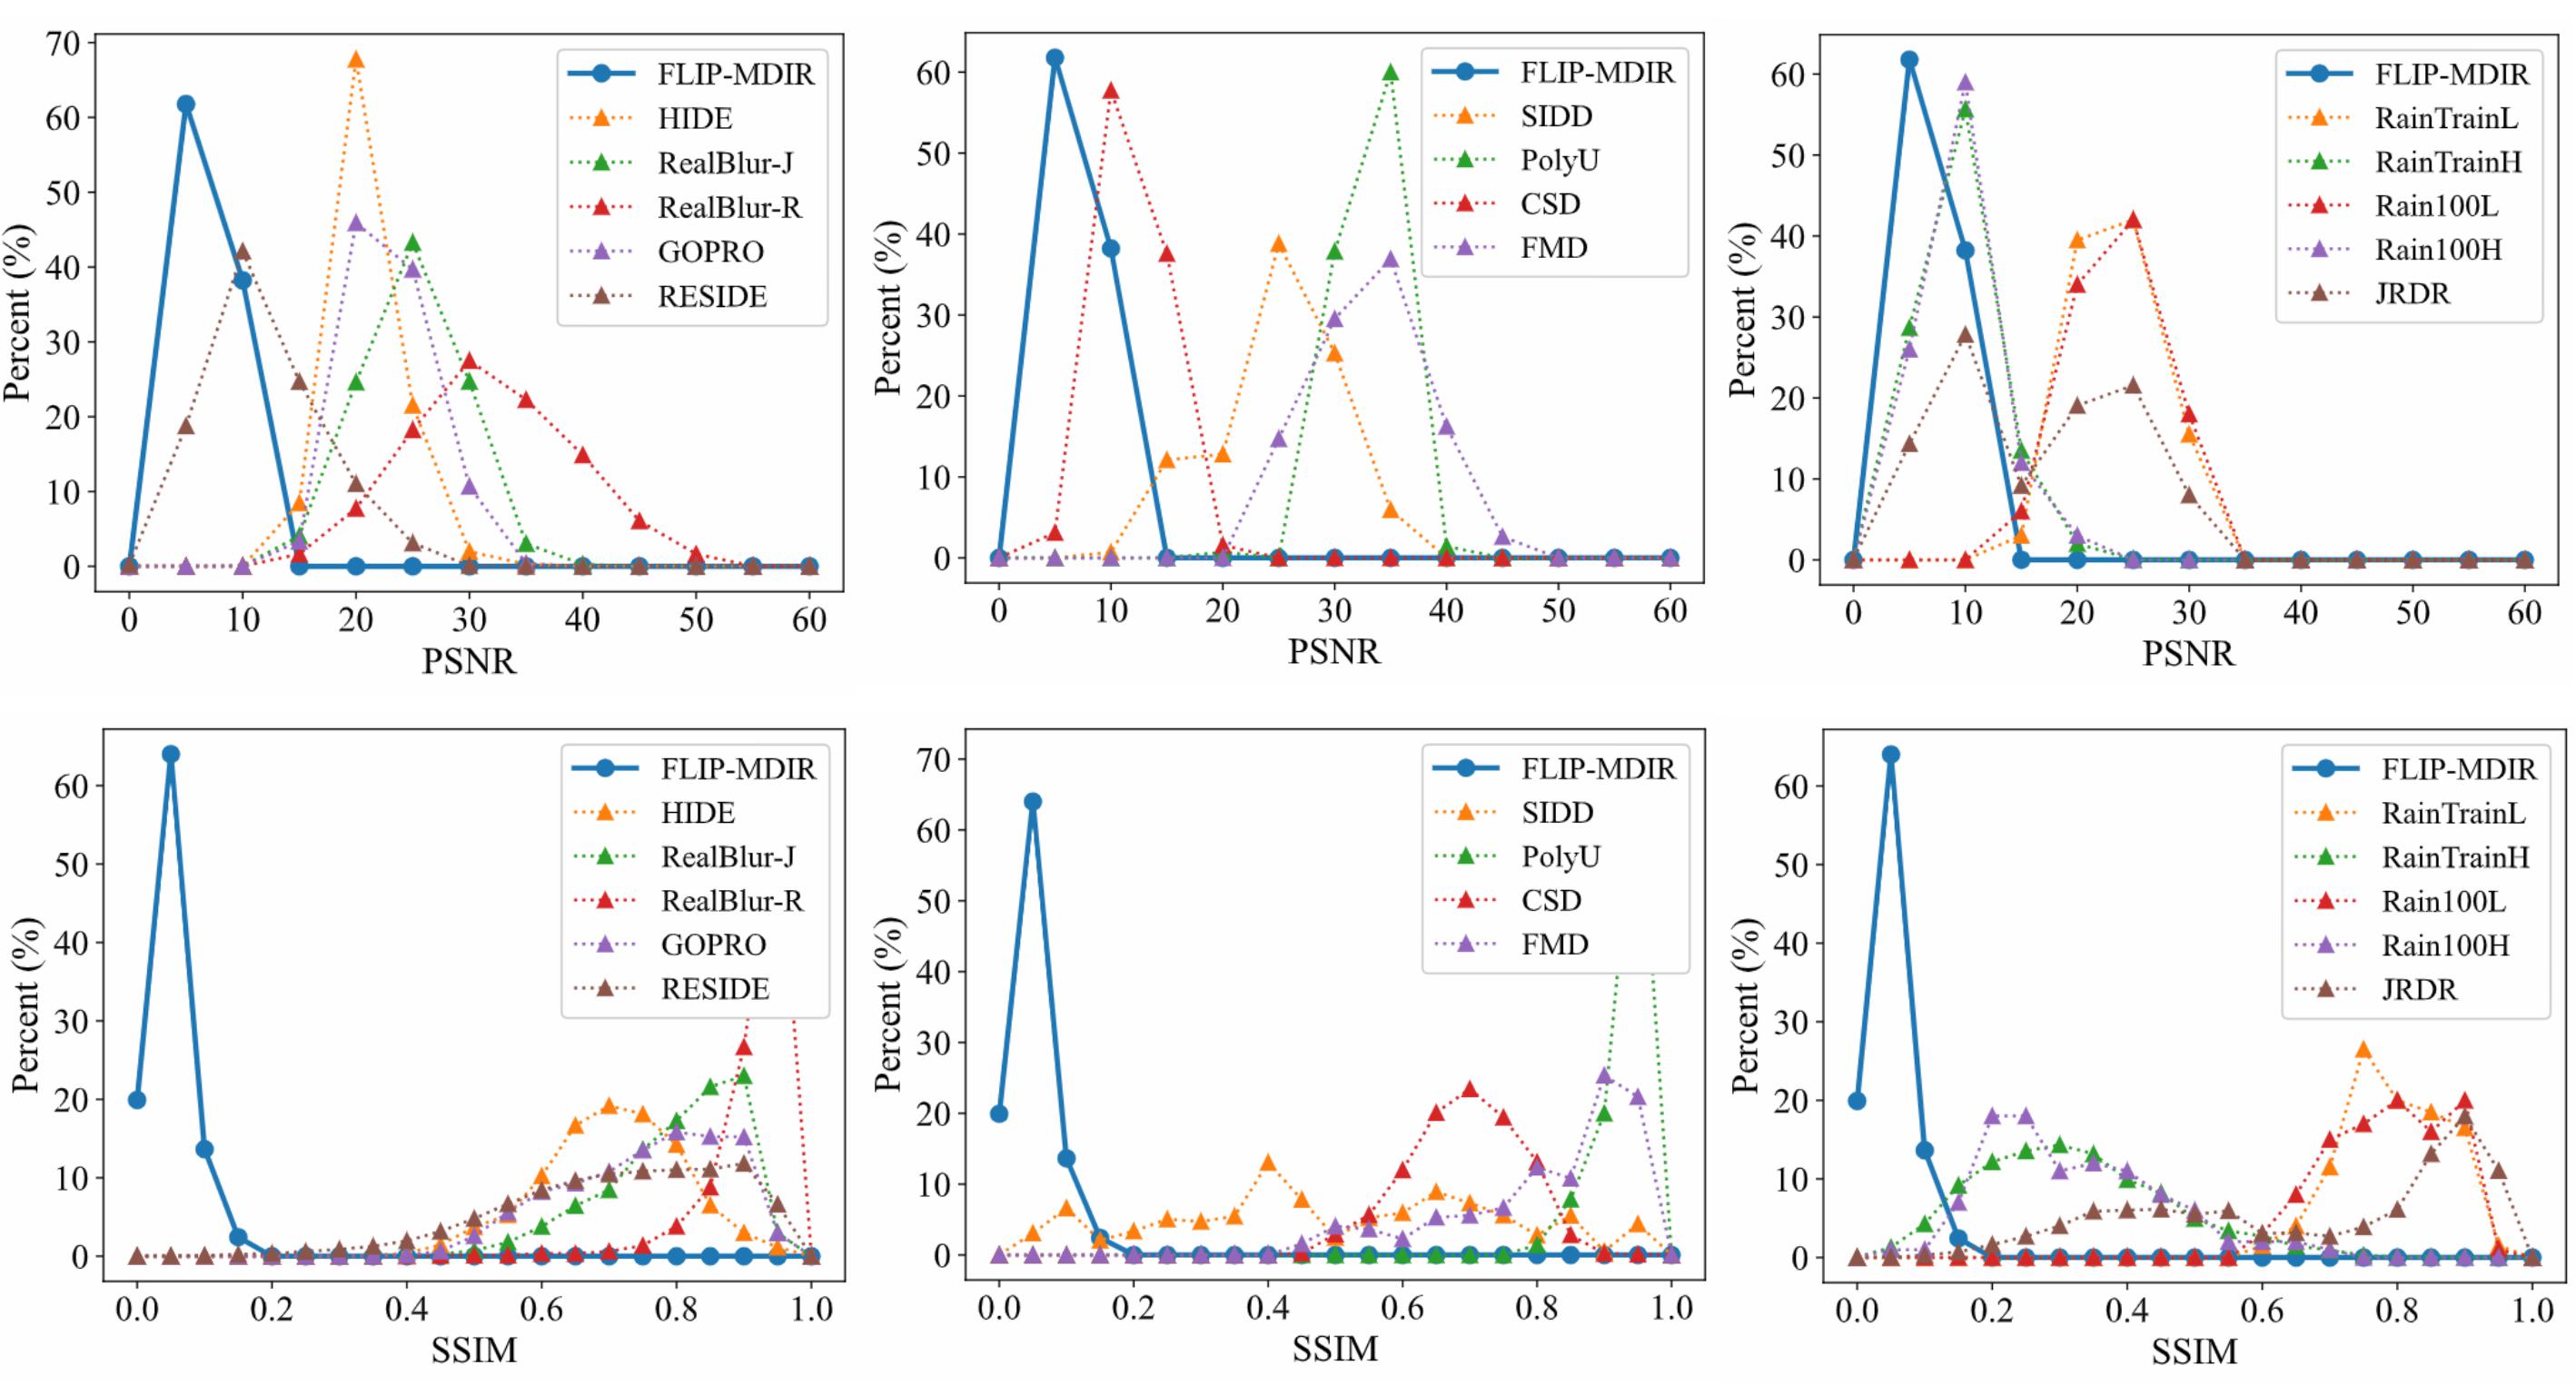 70
60
50
40
30
20
10
0
Percent (%)
0 10 20 30 40 50 60
PSNR
FLIP-MDIR
HIDE
RealBlur-J
RealBlur-R
GOPRO
RESIDE
60
50
40
30
20
10
0
Percent (%)
0 10 20 30 40 50 60
PSNR
FLIP-MDIR
SIDD
PolyU
CSD
FMD
60
50
40
30
20
10
0
Percent (%)
0 10 20 30 40 50 60
PSNR
FLIP-MDIR
RainTrainL
RainTrainH
Rain100L
Rain100H
JRDR
60
50
40
30
20
10
0
Percent (%)
0.0 0.2 0.4 0.6 0.8 1.0
SSIM
FLIP-MDIR
HIDE
RealBlur-J
RealBlur-R
GOPRO
RESIDE
70
60
50
40
30
20
10
0
Percent (%)
0.0 0.2 0.4 0.6 0.8 1.0
SSIM
FLIP-MDIR
SIDD
PolyU
CSD
FMD
60
50
40
30
20
10
0
Percent (%)
0.0 0.2 0.4 0.6 0.8 1.0
SSIM
FLIP-MDIR
RainTrainL
RainTrainH
Rain100L
Rain100H
JRDR